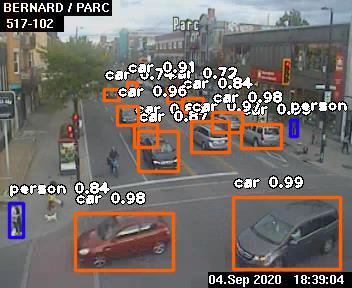 BERNARD / PARC
517-102
Parc
car 0.91
car 0.74
car 0.72
car 0.84
car 0.96
car 0.98
car 0.87
person
person 0.84
car 0.98
car 0.99
04.Sep 2020 18:39:04